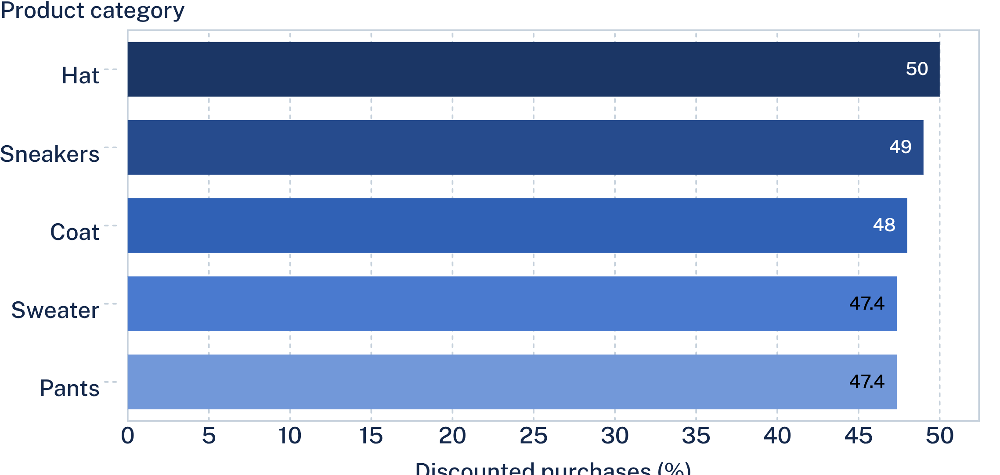 Product category
Hat
50
Sneakers
49
Coat
48
Sweater
47.4
Pants
47.4
0 5 10 15 20 25 30 35 40 45 50
Discounted purchases (%)